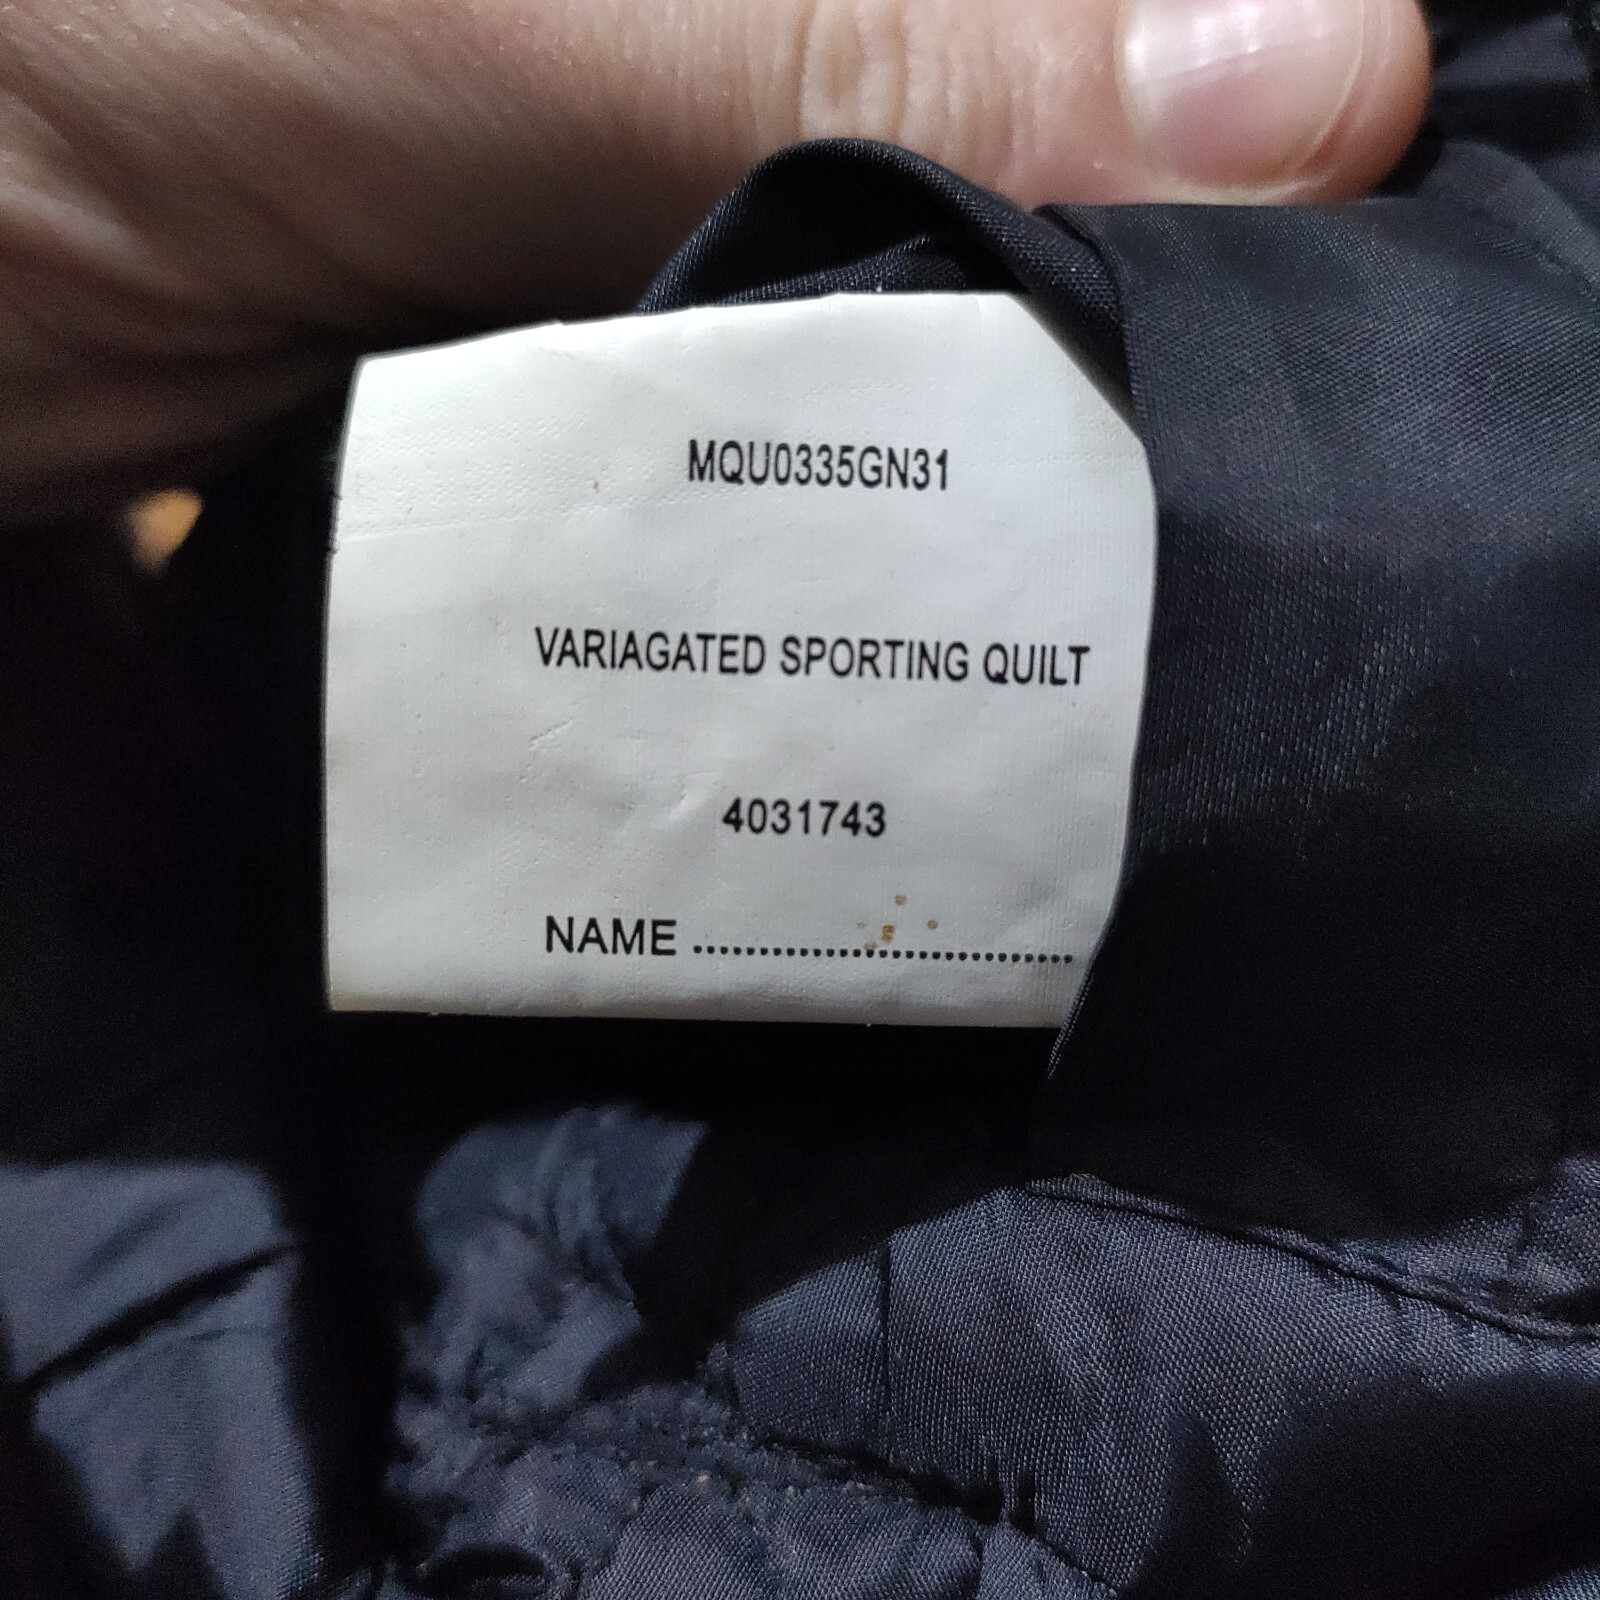 MQU0335GN31
VARIAGATED SPORTING QUILT
4031743
NAME .............................